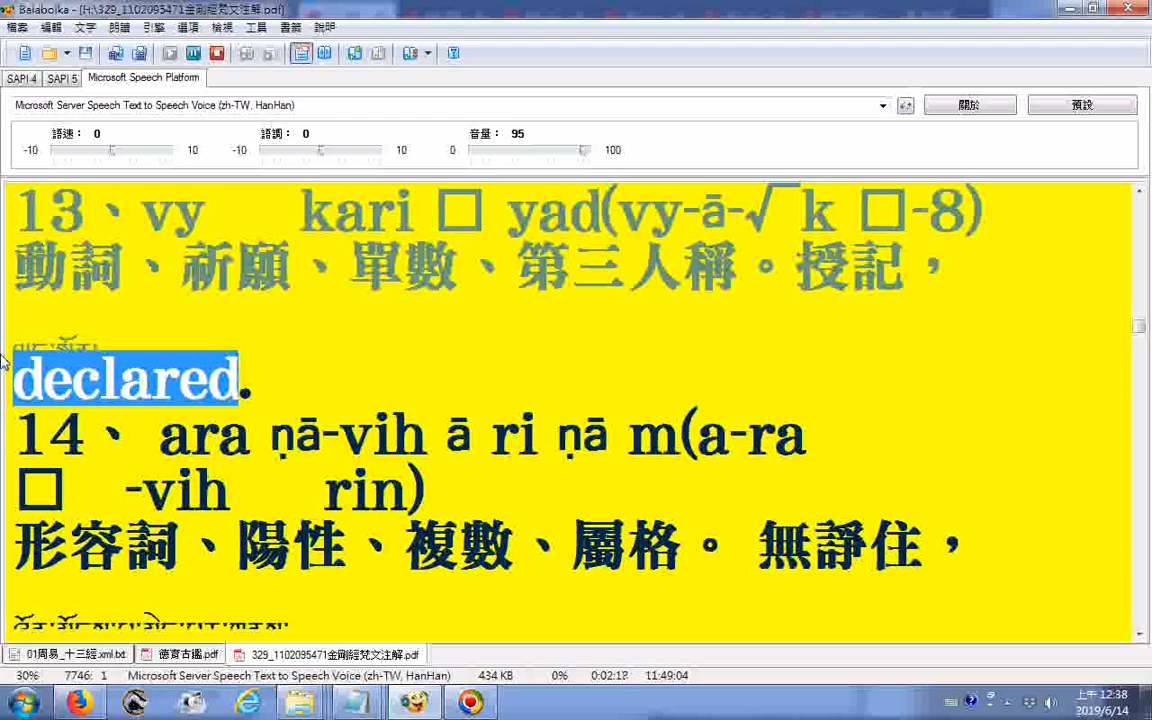 Balabolka - [H:\329_1102095471金剛經梵文注解.pdf]
檔案 編輯 文字 朗讀 引擎 選項 檢視 工具 書籤 說明
SAPI 4 SAPI 5 Microsoft Speech Platform
Microsoft Server Speech Text to Speech Voice (zh-TW, HanHan) 關於 預設
語速： 0 語調： 0 音量： 95
-10 10 -10 10 0 100
13、vy kari □ yad(vy-ā-√ k □-8)
動詞、祈願、單數、第三人稱。授記，
declared.
14、 ara ṇā-vih ā ri ṇā m(a-ra
□ -vih rin)
形容詞、陽性、複數、屬格。 無諍住，
01周易_十三經.xml.txt 德育古鑑.pdf 329_1102095471金剛經梵文注解.pdf
30% 7746: 1 Microsoft Server Speech Text to Speech Voice (zh-TW, HanHan) 434 KB 0% 0:02:12 11:49:04
上午 12:38
2019/6/14